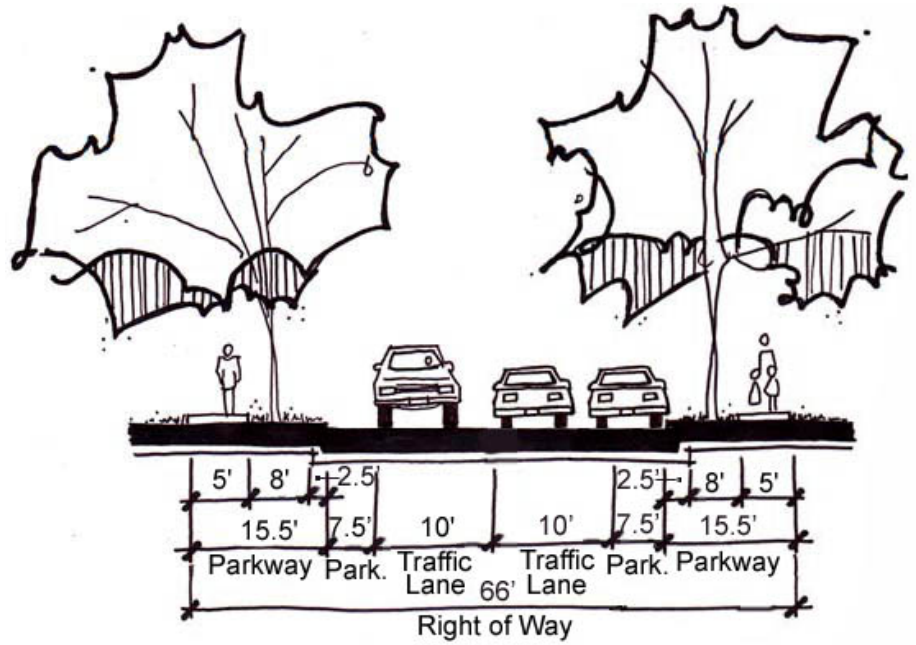 5' 8' 2.5' 2.5' 8' 5'
15.5' 7.5' 10' 10' 7.5' 15.5'
Parkway Park. Traffic Lane Traffic Lane Park. Parkway
66'
Right of Way